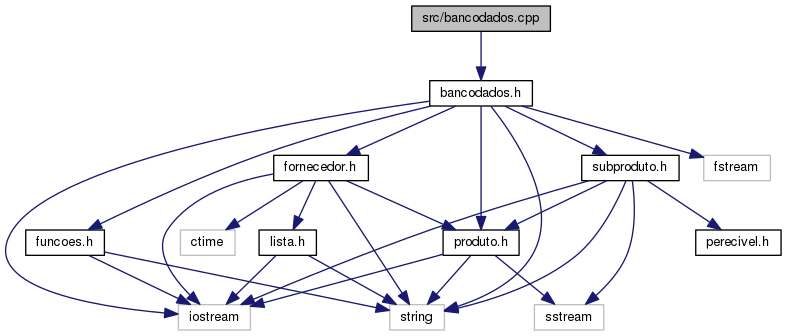 src/bancodados.cpp
bancodados.h
fornecedor.h
subproduto.h
fstream
funcoes.h
ctime
lista.h
produto.h
perecivel.h
iostream
string
sstream